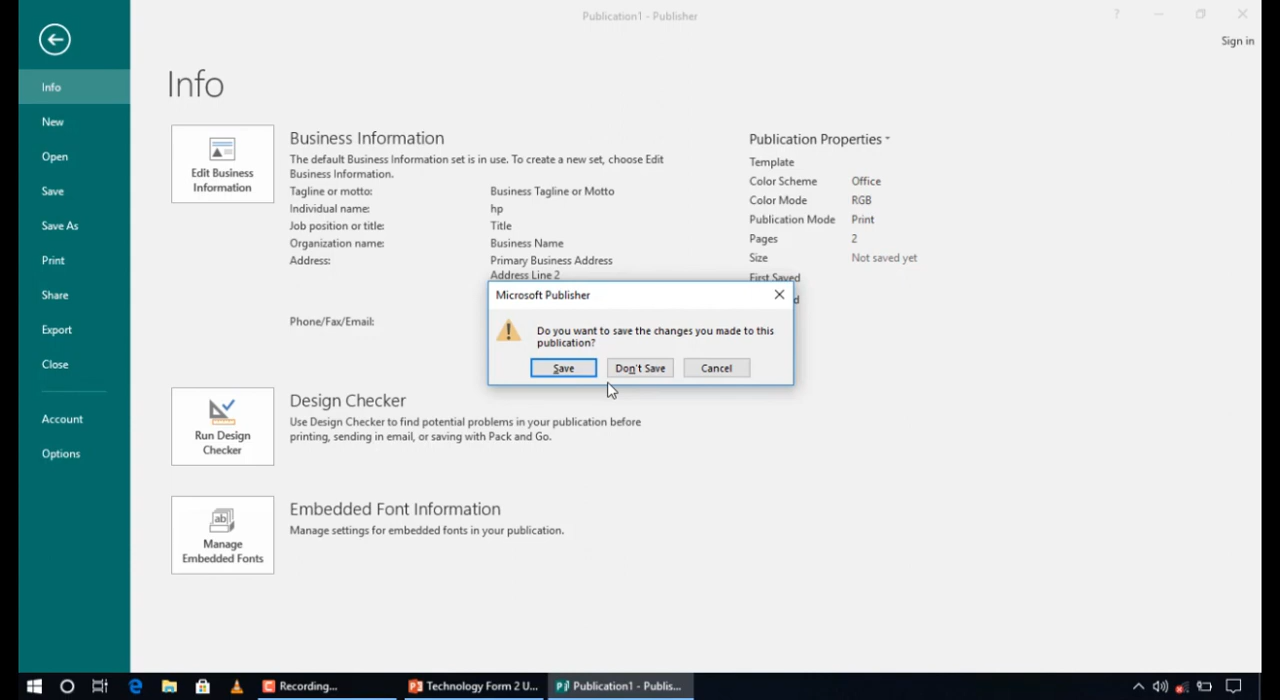 Publication1 - Publisher
?
Sign in
Info
New
Open
Save
Save As
Print
Share
Export
Close
Account
Options
Info
Edit Business
Information
Business Information
The default Business Information set is in use. To create a new set, choose Edit
Business Information.
Tagline or motto: Business Tagline or Motto
Individual name: hp
Job position or title: Title
Organization name: Business Name
Address: Primary Business Address
Address Line 2
Phone/Fax/Email:
Publication Properties
Template
Color Scheme Office
Color Mode RGB
Publication Mode Print
Pages 2
Size Not saved yet
First Saved
Microsoft Publisher
Do you want to save the changes you made to this
publication?
Save Don't Save Cancel
Run Design
Checker
Design Checker
Use Design Checker to find potential problems in your publication before
printing, sending in email, or saving with Pack and Go.
Manage
Embedded Fonts
Embedded Font Information
Manage settings for embedded fonts in your publication.
Recording... Technology Form 2 U... Publication1 - Publis...